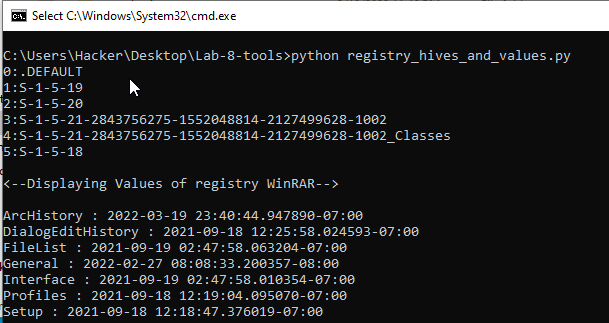 Select C:\Windows\System32\cmd.exe
C:\Users\Hacker\Desktop\Lab-8-tools>python registry_hives_and_values.py
0:.DEFAULT
1:S-1-5-19
2:S-1-5-20
3:S-1-5-21-2843756275-1552048814-2127499628-1002
4:S-1-5-21-2843756275-1552048814-2127499628-1002_Classes
5:S-1-5-18
<--Displaying Values of registry WinRAR-->
ArcHistory : 2022-03-19 23:40:44.947890-07:00
DialogEditHistory : 2021-09-18 12:25:58.024593-07:00
FileList : 2021-09-19 02:47:58.063204-07:00
General : 2022-02-27 08:08:33.200357-08:00
Interface : 2021-09-19 02:47:58.010354-07:00
Profiles : 2021-09-18 12:19:04.095070-07:00
Setup : 2021-09-18 12:18:47.376019-07:00